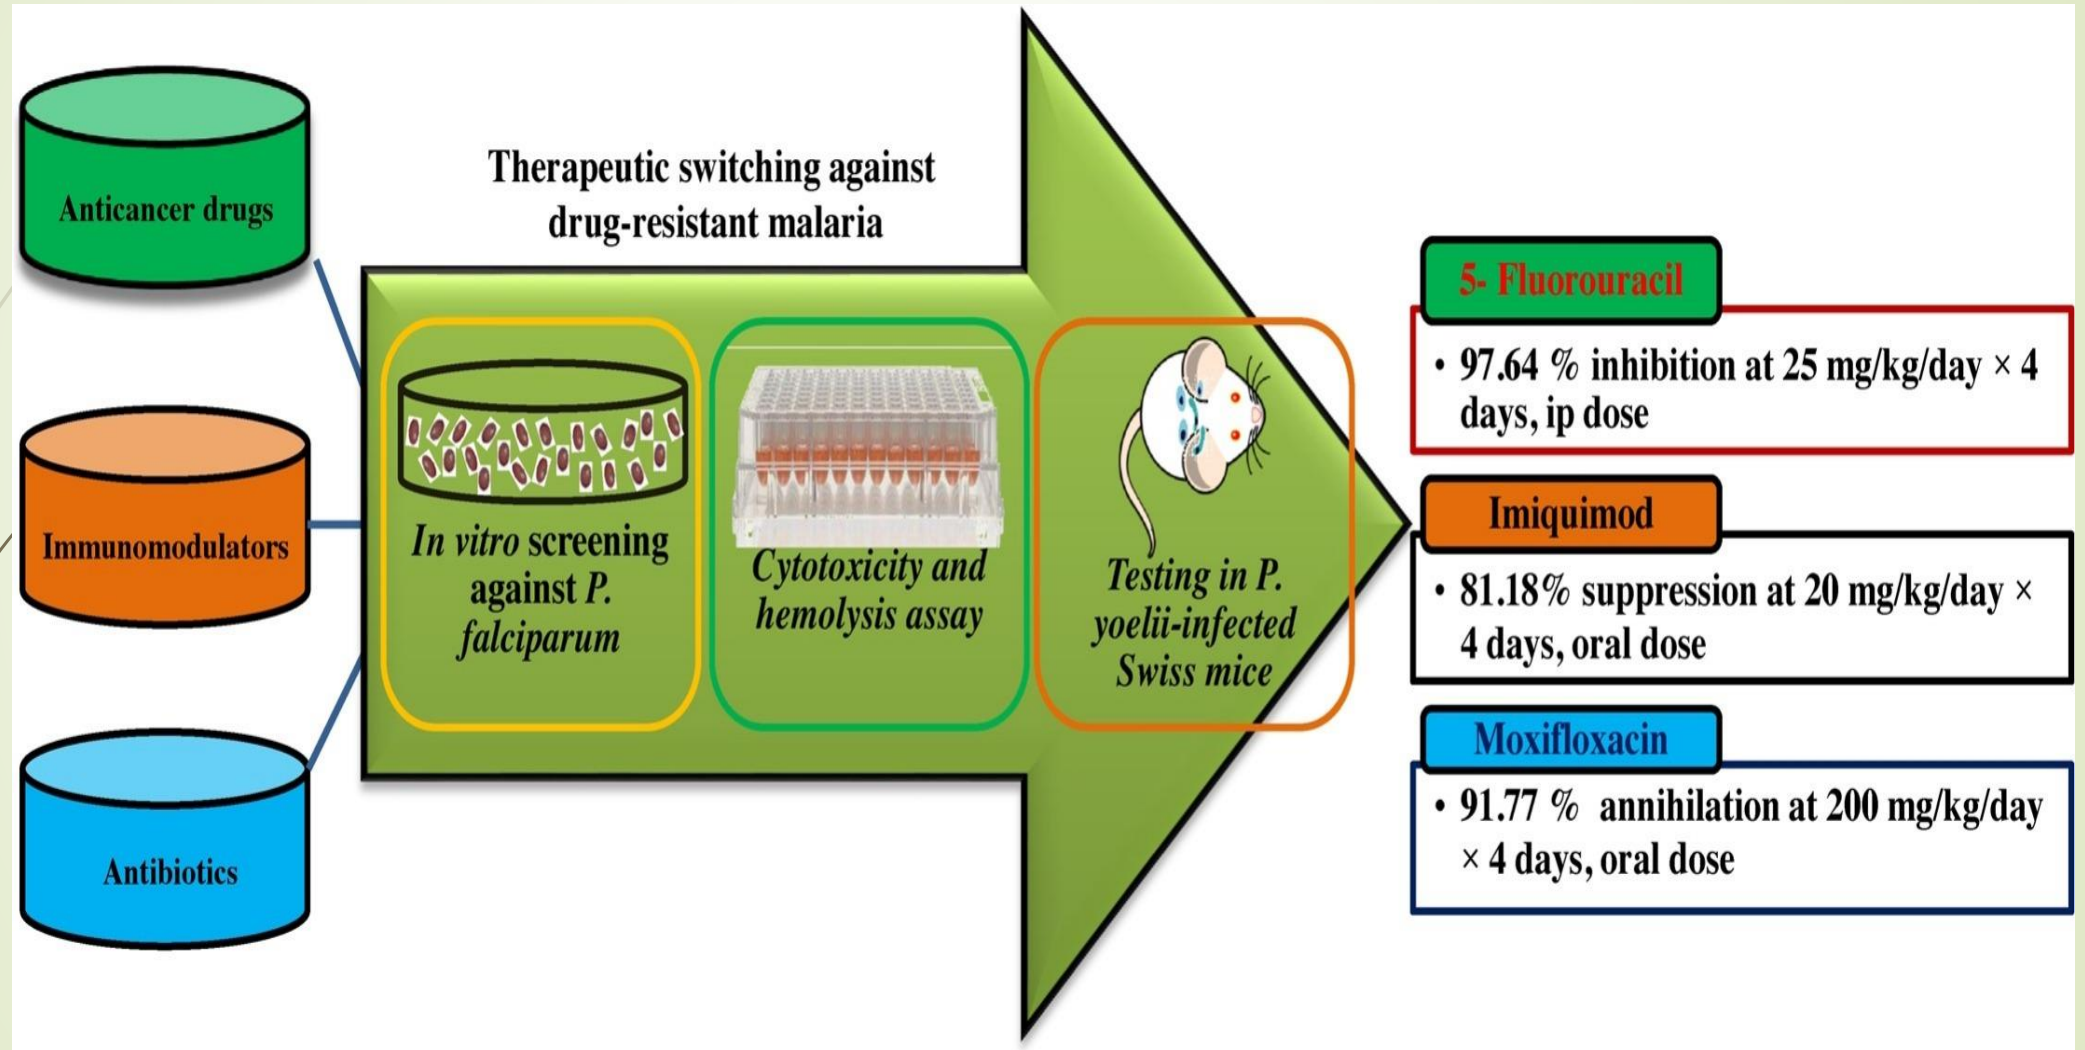 Anticancer drugs
Immunomodulators
Antibiotics
Therapeutic switching against
drug-resistant malaria
In vitro screening
against P.
falciparum
Cytotoxicity and
hemolysis assay
Testing in P.
yoelii-infected
Swiss mice
5- Fluorouracil
• 97.64 % inhibition at 25 mg/kg/day × 4
days, ip dose
Imiquimod
• 81.18% suppression at 20 mg/kg/day ×
4 days, oral dose
Moxifloxacin
• 91.77 % annihilation at 200 mg/kg/day
× 4 days, oral dose